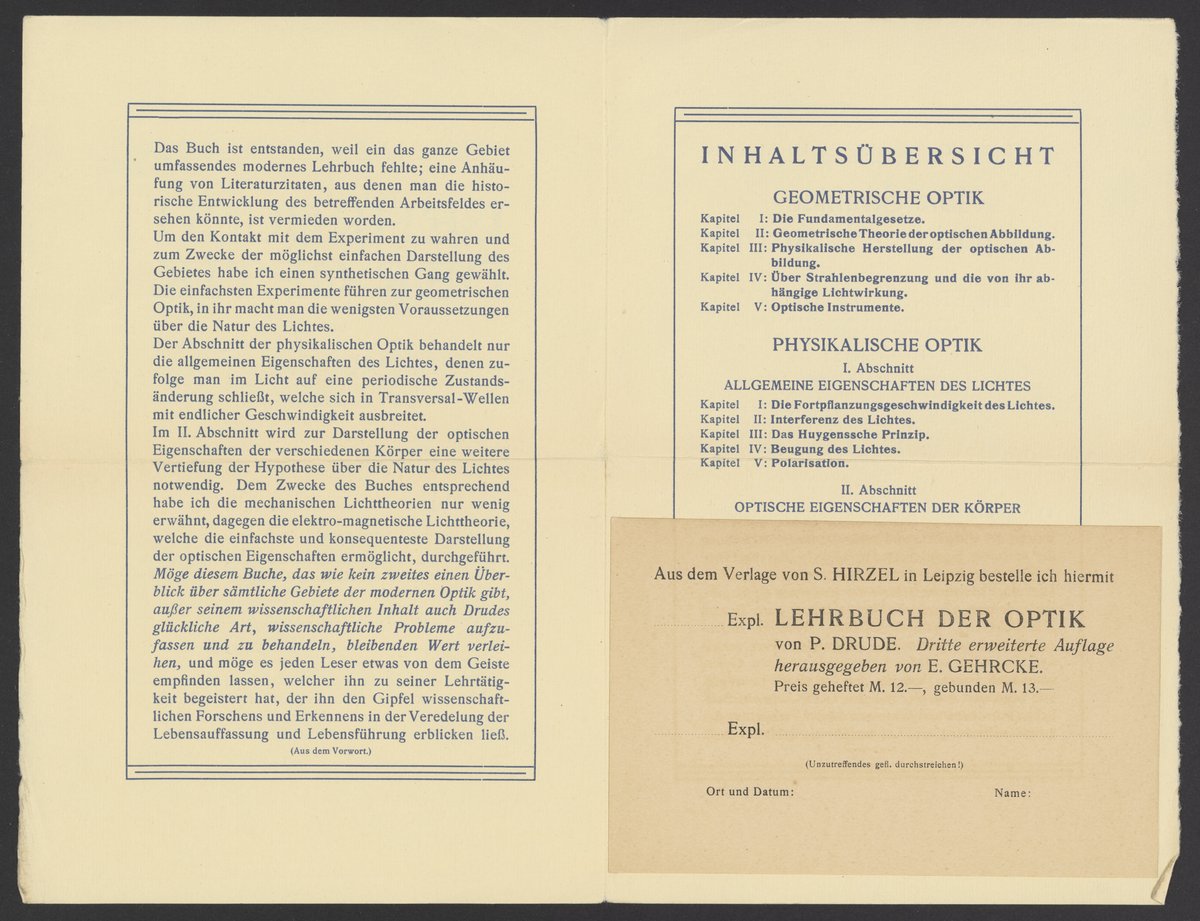 Das Buch ist entstanden, weil ein das ganze Gebiet
umfassendes modernes Lehrbuch fehlte; eine Anhäu-
fung von Literaturzitaten, aus denen man die histo-
rische Entwicklung des betreffenden Arbeitsfeldes er-
sehen könnte, ist vermieden worden.
Um den Kontakt mit dem Experiment zu wahren und
zum Zwecke der möglichst einfachen Darstellung des
Gebietes habe ich einen synthetischen Gang gewählt.
Die einfachsten Experimente führen zur geometrischen
Optik, in ihr macht man die wenigsten Voraussetzungen
über die Natur des Lichtes.
Der Abschnitt der physikalischen Optik behandelt nur
die allgemeinen Eigenschaften des Lichtes, denen zu-
folge man im Licht auf eine periodische Zustands-
änderung schließt, welche sich in Transversal-Wellen
mit endlicher Geschwindigkeit ausbreitet.
Im II. Abschnitt wird zur Darstellung der optischen
Eigenschaften der verschiedenen Körper eine weitere
Vertiefung der Hypothese über die Natur des Lichtes
notwendig. Dem Zwecke des Buches entsprechend
habe ich die mechanischen Lichttheorien nur wenig
erwähnt, dagegen die elektro-magnetische Lichttheorie,
welche die einfachste und konsequenteste Darstellung
der optischen Eigenschaften ermöglicht, durchgeführt.
Möge diesem Buche, das wie kein zweites einen Über-
blick über sämtliche Gebiete der modernen Optik gibt,
außer seinem wissenschaftlichen Inhalt auch Drudes
glückliche Art, wissenschaftliche Probleme aufzu-
fassen und zu behandeln, bleibenden Wert verlei-
hen, und möge es jeden Leser etwas von dem Geiste
empfinden lassen, welcher ihn zu seiner Lehrtätig-
keit begeistert hat, der ihn den Gipfel wissenschaft-
lichen Forschens und Erkennens in der Veredelung der
Lebensauffassung und Lebensführung erblicken ließ.
(Aus dem Vorwort.)
INHALTSÜBERSICHT
GEOMETRISCHE OPTIK
Kapitel I: Die Fundamentalgesetze.
Kapitel II: Geometrische Theorie der optischen Abbildung.
Kapitel III: Physikalische Herstellung der optischen Ab-
bildung.
Kapitel IV: Über Strahlenbegrenzung und die von ihr ab-
hängige Lichtwirkung.
Kapitel V: Optische Instrumente.
PHYSIKALISCHE OPTIK
I. Abschnitt
ALLGEMEINE EIGENSCHAFTEN DES LICHTES
Kapitel I: Die Fortpflanzungsgeschwindigkeit des Lichtes.
Kapitel II: Interferenz des Lichtes.
Kapitel III: Das Huygenssche Prinzip.
Kapitel IV: Beugung des Lichtes.
Kapitel V: Polarisation.
II. Abschnitt
OPTISCHE EIGENSCHAFTEN DER KÖRPER
Aus dem Verlage von S. HIRZEL in Leipzig bestelle ich hiermit
Expl. LEHRBUCH DER OPTIK
von P. DRUDE. Dritte erweiterte Auflage
herausgegeben von E. GEHRCKE.
Preis geheftet M. 12.—, gebunden M. 13.—
Expl.
(Unzutreffendes gefl. durchstreichen!)
Ort und Datum: Name: